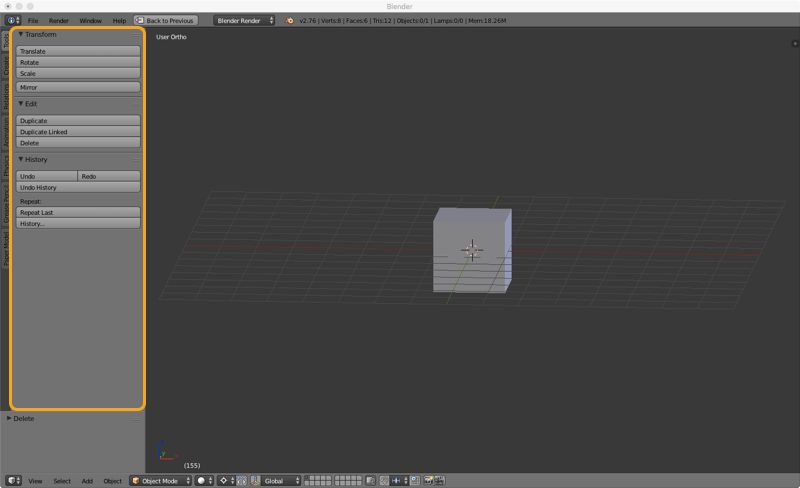 Blender
File Render Window Help Back to Previous Blender Render v2.76 | Verts:8 | Faces:6 | Tris:12 | Objects:0/1 | Lamps:0/0 | Mem:18.26M
User Ortho
Tools
Create
Relations
Animation
Physics
Grease Pencil
Paper Model
Transform
Translate
Rotate
Scale
Mirror
Edit
Duplicate
Duplicate Linked
Delete
History
Undo Redo
Undo History
Repeat:
Repeat Last
History...
Delete
(155)
View Select Add Object Object Mode Global